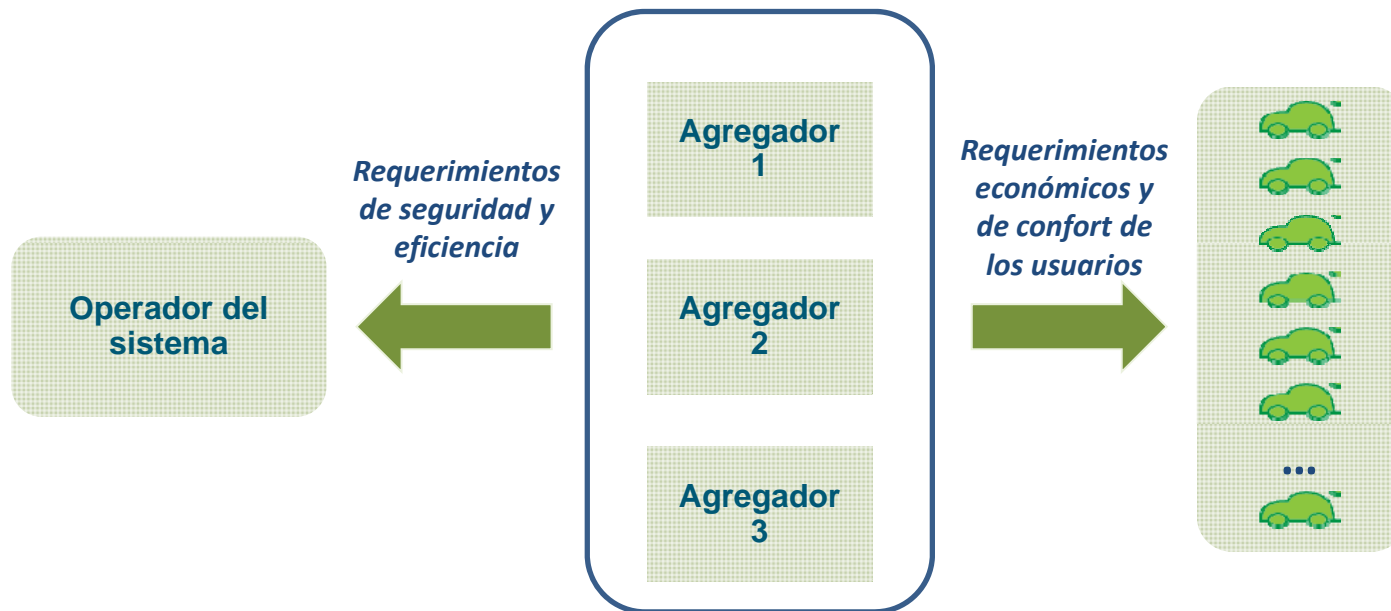 Operador del
sistema
Requerimientos
de seguridad y
eficiencia
Agregador
1
Agregador
2
Agregador
3
Requerimientos
económicos y
de confort de
los usuarios
...